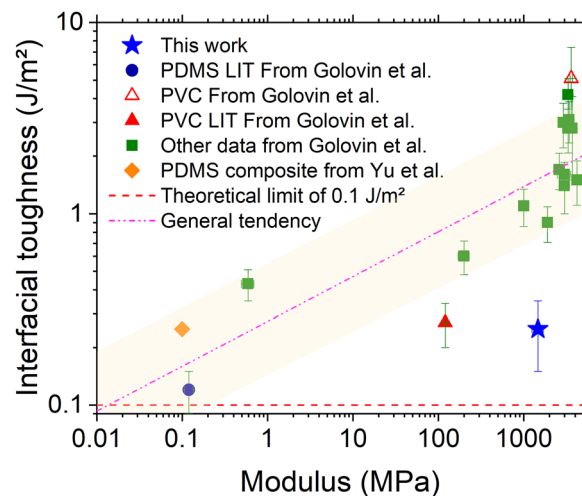 This work
PDMS LIT From Golovin et al.
PVC From Golovin et al.
PVC LIT From Golovin et al.
Other data from Golovin et al.
PDMS composite from Yu et al.
Theoretical limit of 0.1 J/m²
General tendency
Interfacial toughness (J/m²)
10
1
0.1
0.01
0.1
1
10
100
1000
Modulus (MPa)